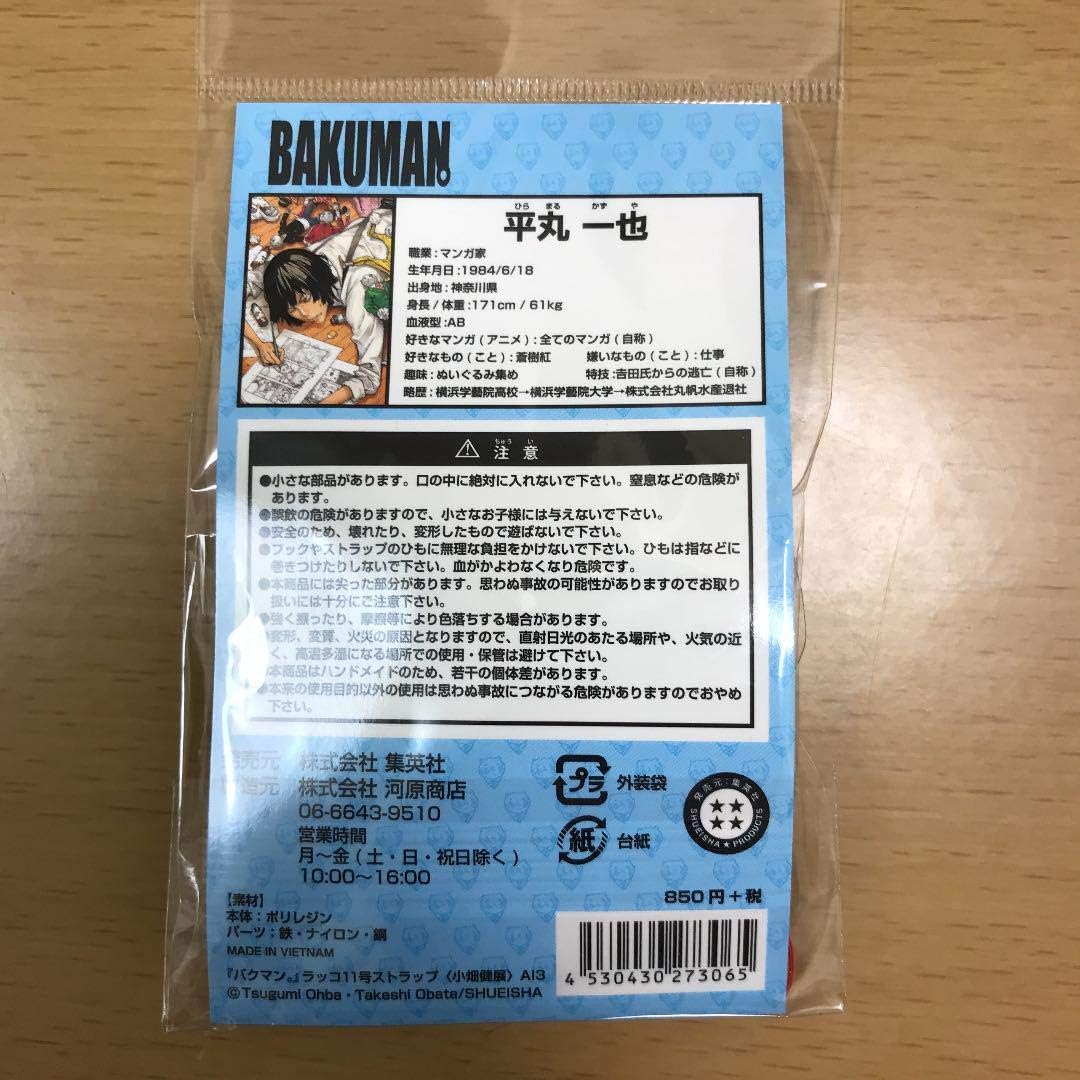 BAKUMAN。
ひら まる かず や
平丸 一也
職業:マンガ家
生年月日:1984/6/18
出身地:神奈川県
身長/体重:171cm/61kg
血液型:AB
好きなマンガ(アニメ):全てのマンガ(自称)
好きなもの(こと):蒼樹紅 嫌いなもの(こと):仕事
趣味:ぬいぐるみ集め 特技:吉田氏からの逃亡(自称)
略歴:横浜学藝院高校→横浜学藝院大学→株式会社丸帆水産退社
ちゅう い
⚠ 注意
●小さな部品があります。口の中に絶対に入れないで下さい。窒息などの危険が
あります。
●誤飲の危険がありますので、小さなお子様には与えないで下さい。
●安全のため、壊れたり、変形したもので遊ばないで下さい。
●フックやストラップのひもに無理な負担をかけないで下さい。ひもは指などに
巻きつけたりしないで下さい。血がかよわなくなり危険です。
●本商品には尖った部分があります。思わぬ事故の可能性がありますのでお取り
扱いには十分にご注意下さい。
●強く擦ったり、摩擦等により色落ちする場合があります。
●変形、変質、火災の原因となりますので、直射日光のあたる場所や、火気の近
く、高温多湿になる場所での使用・保管は避けて下さい。
●本商品はハンドメイドのため、若干の個体差があります。
●本来の使用目的以外の使用は思わぬ事故につながる危険がありますのでおやめ
下さい。
発売元 株式会社 集英社
製造元 株式会社 河原商店
06-6643-9510
営業時間
月〜金(土・日・祝日除く)
10:00〜16:00
プラ 外装袋
紙 台紙
発売元:集英社
SHUEISHA★PRODUCTS
850円+税
【素材】
本体:ポリレジン
パーツ:鉄・ナイロン・鋼
MADE IN VIETNAM
『バクマン。』ラッコ11号ストラップ〈小畑健展〉AI3
©Tsugumi Ohba・Takeshi Obata/SHUEISHA
4 530430 273065